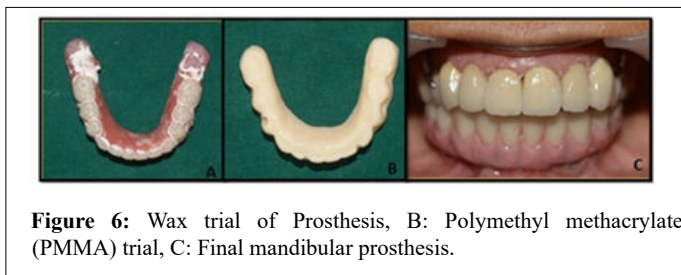 A
B
C
Figure 6: Wax trial of Prosthesis, B: Polymethyl methacrylate
(PMMA) trial, C: Final mandibular prosthesis.